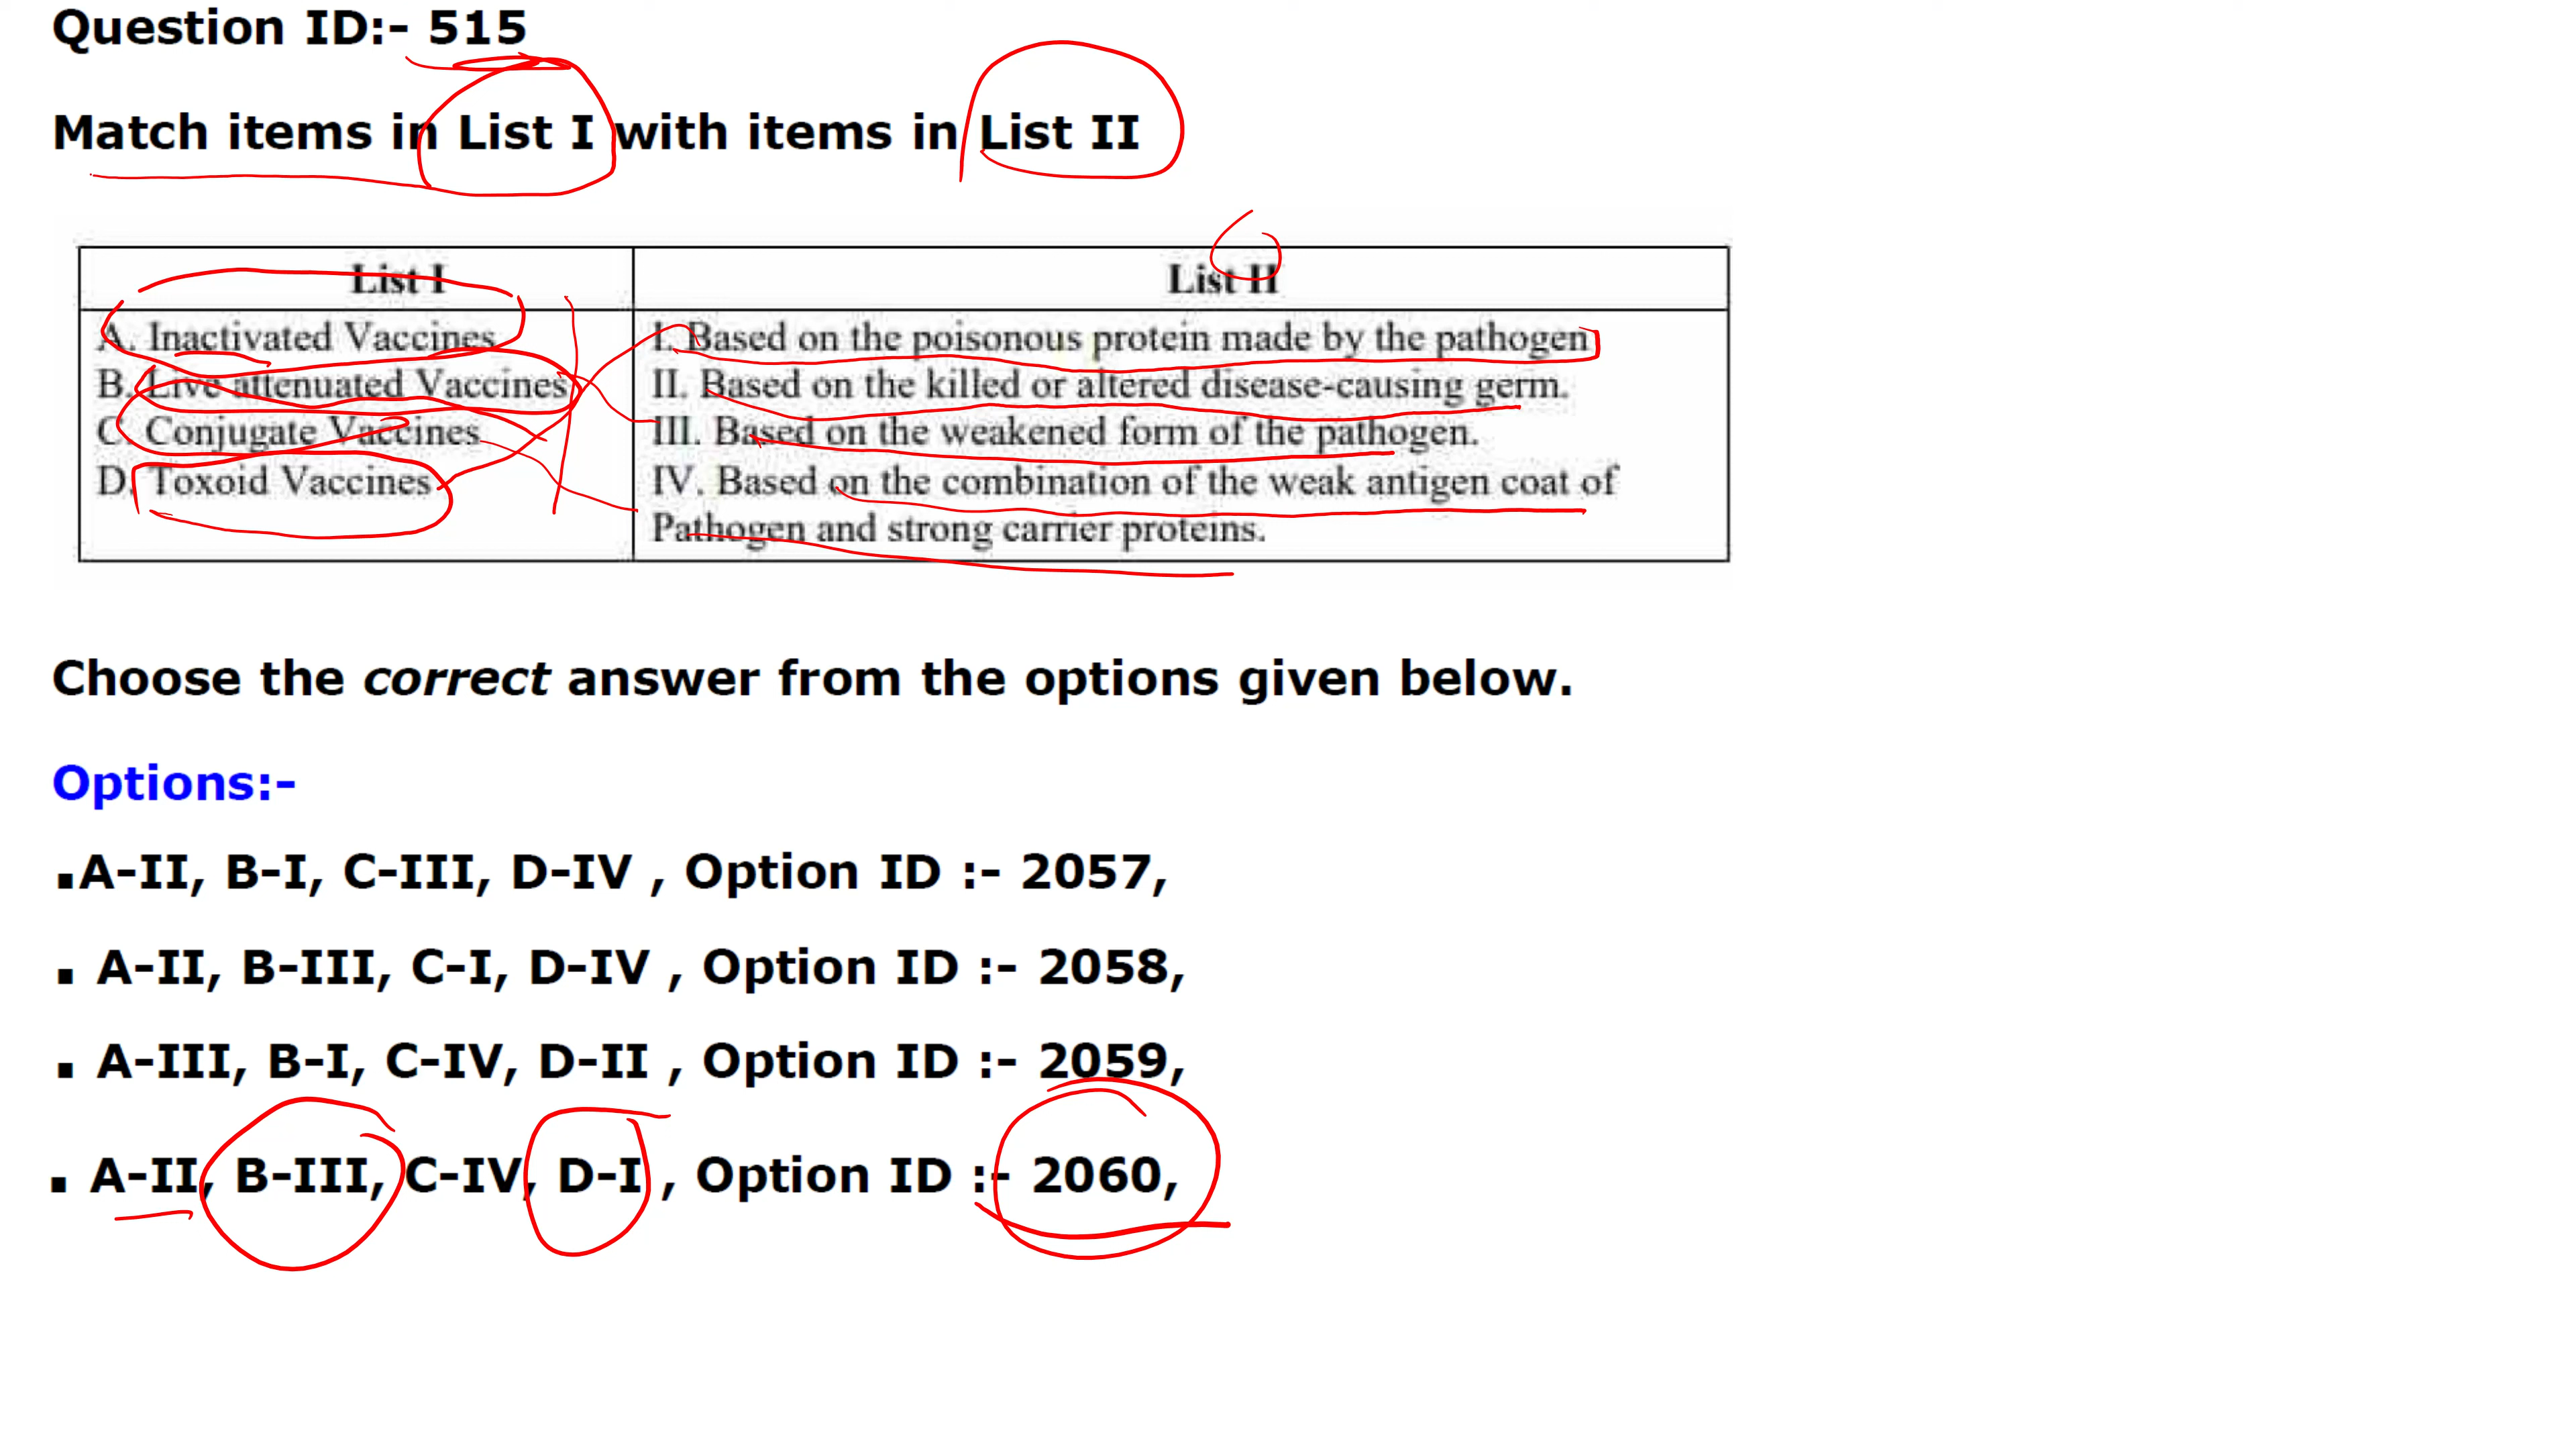 Question ID:- 515
Match items in List I with items in List II
List I
List II
A. Inactivated Vaccines
I. Based on the poisonous protein made by the pathogen
B. Live attenuated Vaccines
II. Based on the killed or altered disease-causing germ.
C. Conjugate Vaccines
III. Based on the weakened form of the pathogen.
D. Toxoid Vaccines
IV. Based on the combination of the weak antigen coat of
Pathogen and strong carrier proteins.
Choose the correct answer from the options given below.
Options:-
▪A-II, B-I, C-III, D-IV , Option ID :- 2057,
▪ A-II, B-III, C-I, D-IV , Option ID :- 2058,
▪ A-III, B-I, C-IV, D-II , Option ID :- 2059,
▪ A-II, B-III, C-IV, D-I , Option ID :- 2060,